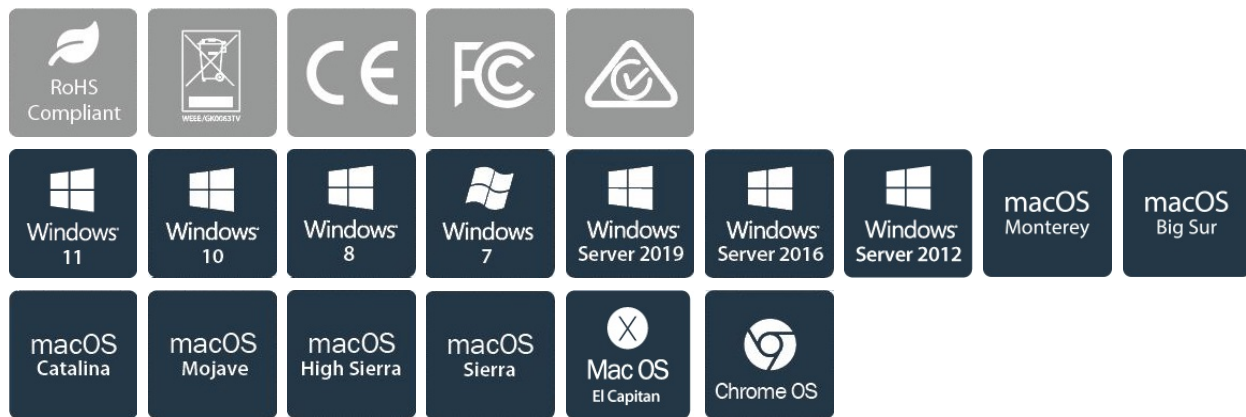 RoHS
Compliant
WEEE/GK0063TV
CE
FC
Windows
11
Windows
10
Windows
8
Windows
7
Windows
Server 2019
Windows
Server 2016
Windows
Server 2012
macOS
Monterey
macOS
Big Sur
macOS
Catalina
macOS
Mojave
macOS
High Sierra
macOS
Sierra
X
Mac OS
El Capitan
Chrome OS